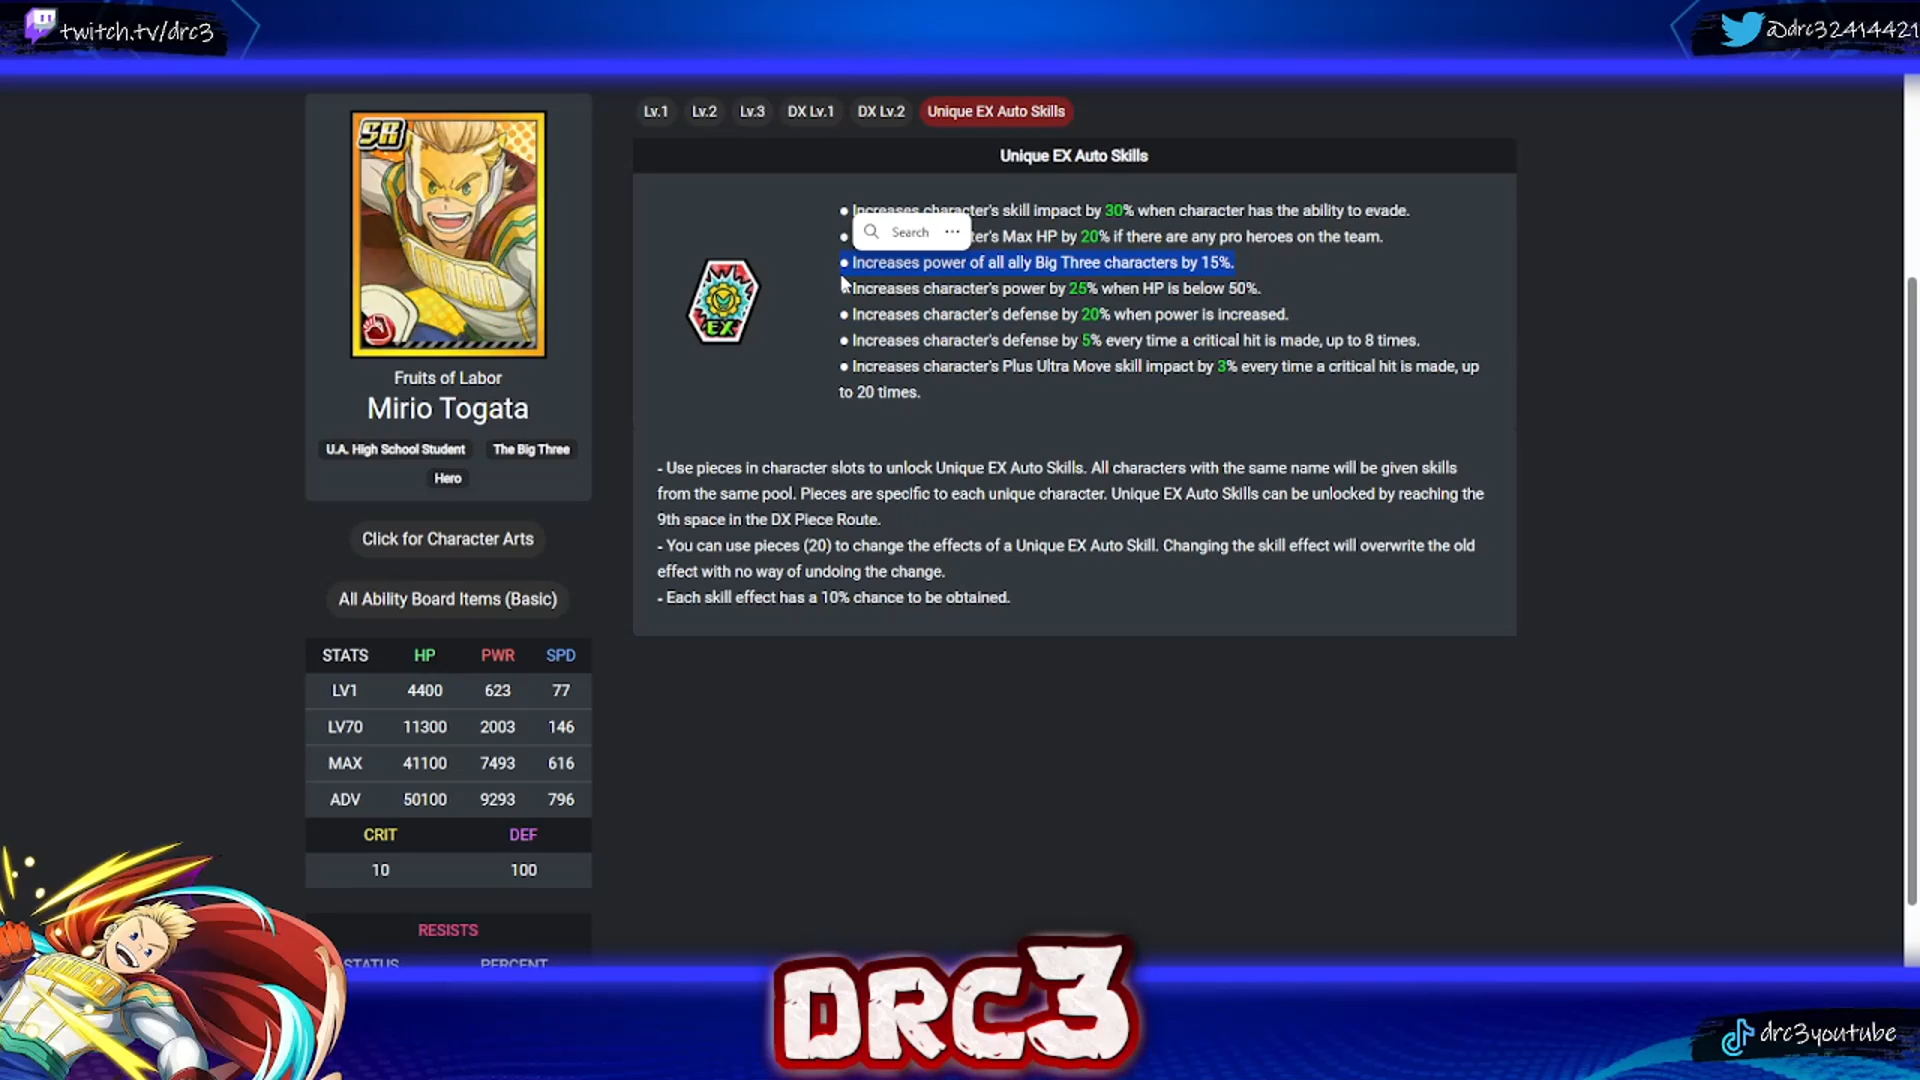 twitch.tv/drc3
@drc32414421
Lv.1 Lv.2 Lv.3 DX Lv.1 DX Lv.2 Unique EX Auto Skills
Unique EX Auto Skills
SR
EX
● Increases character's skill impact by 30% when character has the ability to evade.
Search ...
● ter's Max HP by 20% if there are any pro heroes on the team.
● Increases power of all ally Big Three characters by 15%.
● Increases character's power by 25% when HP is below 50%.
● Increases character's defense by 20% when power is increased.
● Increases character's defense by 5% every time a critical hit is made, up to 8 times.
● Increases character's Plus Ultra Move skill impact by 3% every time a critical hit is made, up
to 20 times.
Fruits of Labor
Mirio Togata
U.A. High School Student The Big Three
Hero
- Use pieces in character slots to unlock Unique EX Auto Skills. All characters with the same name will be given skills
from the same pool. Pieces are specific to each unique character. Unique EX Auto Skills can be unlocked by reaching the
9th space in the DX Piece Route.
- You can use pieces (20) to change the effects of a Unique EX Auto Skill. Changing the skill effect will overwrite the old
effect with no way of undoing the change.
- Each skill effect has a 10% chance to be obtained.
Click for Character Arts
All Ability Board Items (Basic)
STATS HP PWR SPD
LV1 4400 623 77
LV70 11300 2003 146
MAX 41100 7493 616
ADV 50100 9293 796
CRIT DEF
10 100
RESISTS
STATUS PERCENT
DRC3
drc3youtube